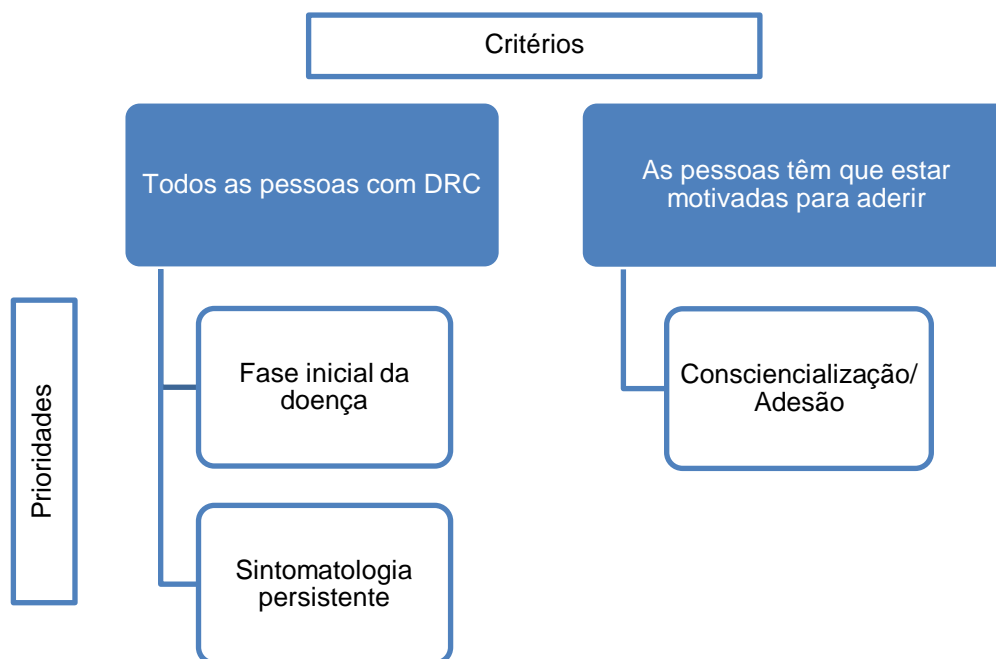 Critérios
Todos as pessoas com DRC
As pessoas têm que estar
motivadas para aderir
Prioridades
Fase inicial da
doença
Consciencialização/
Adesão
Sintomatologia
persistente